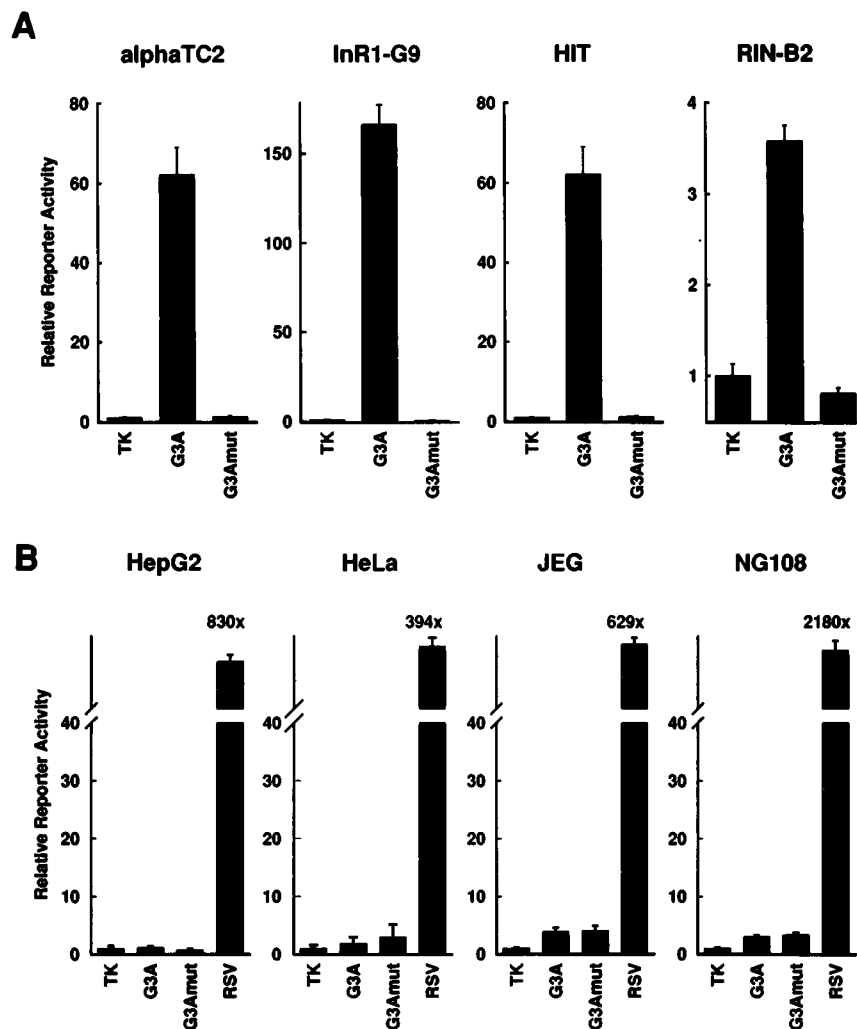 A
alphaTC2
InR1-G9
HIT
RIN-B2
Relative Reporter Activity
80
60
40
20
0
TK
G3A
G3Amut
150
100
50
0
TK
G3A
G3Amut
80
60
40
20
0
TK
G3A
G3Amut
4
3
2
1
TK
G3A
G3Amut
B
HepG2
HeLa
JEG
NG108
830x
394x
629x
2180x
Relative Reporter Activity
40
30
20
10
0
TK
G3A
G3Amut
RSV
40
30
20
10
0
TK
G3A
G3Amut
RSV
40
30
20
10
0
TK
G3A
G3Amut
RSV
40
30
20
10
0
TK
G3A
G3Amut
RSV